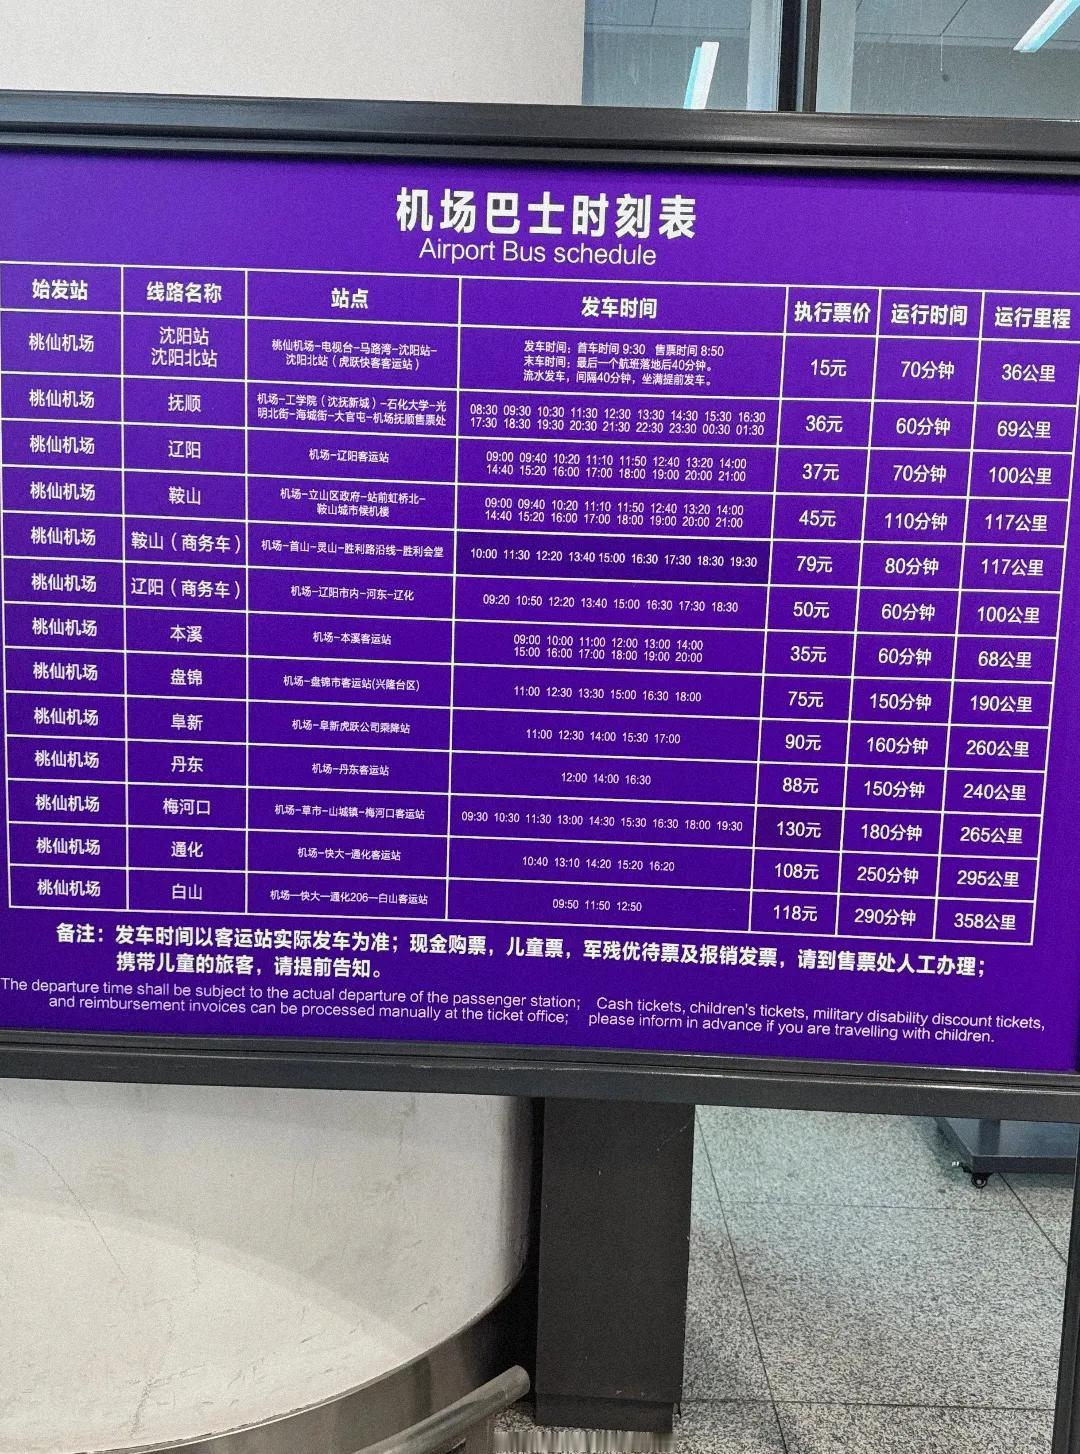 机场巴士时刻表
Airport Bus schedule
始发站 线路名称 站点 发车时间 执行票价 运行时间 运行里程
桃仙机场 沈阳站 沈阳北站 桃仙机场-电视台-马路湾-沈阳站-沈阳北站（虎跃快客客运站） 发车时间：首车时间 9:30 售票时间 8:50 末车时间：最后一个航班落地后40分钟。 流水发车，间隔40分钟，坐满提前发车。 15元 70分钟 36公里
桃仙机场 抚顺 机场-工学院（沈抚新城）-石化大学-光明北街-海城街-大官屯-机场抚顺售票处 08:30 09:30 10:30 11:30 12:30 13:30 14:30 15:30 16:30 17:30 18:30 19:30 20:30 21:30 22:30 23:30 00:30 01:30 36元 60分钟 69公里
桃仙机场 辽阳 机场-辽阳客运站 09:00 09:40 10:20 11:10 11:50 12:40 13:20 14:00 14:40 15:20 16:00 17:00 18:00 19:00 20:00 21:00 37元 70分钟 100公里
桃仙机场 鞍山 机场-立山区政府-站前虹桥北-鞍山城市候机楼 09:00 09:40 10:20 11:10 11:50 12:40 13:20 14:00 14:40 15:20 16:00 17:00 18:00 19:00 20:00 21:00 45元 110分钟 117公里
桃仙机场 鞍山（商务车） 机场-首山-灵山-胜利路沿线-胜利会堂 10:00 11:30 12:20 13:40 15:00 16:30 17:30 18:30 19:30 79元 80分钟 117公里
桃仙机场 辽阳（商务车） 机场-辽阳市内-河东-辽化 09:20 10:50 12:20 13:40 15:00 16:30 17:30 18:30 50元 60分钟 100公里
桃仙机场 本溪 机场-本溪客运站 09:00 10:00 11:00 12:00 13:00 14:00 15:00 16:00 17:00 18:00 19:00 20:00 35元 60分钟 68公里
桃仙机场 盘锦 机场-盘锦市客运站(兴隆台区) 11:00 12:30 13:30 15:00 16:30 18:00 75元 150分钟 190公里
桃仙机场 阜新 机场-阜新虎跃公司乘降站 11:00 12:30 14:00 15:30 17:00 90元 160分钟 260公里
桃仙机场 丹东 机场-丹东客运站 12:00 14:00 16:30 88元 150分钟 240公里
桃仙机场 梅河口 机场-草市-山城镇-梅河口客运站 09:30 10:30 11:30 13:00 14:30 15:30 16:30 18:00 19:30 130元 180分钟 265公里
桃仙机场 通化 机场-快大-通化客运站 10:40 13:10 14:20 15:20 16:20 108元 250分钟 295公里
桃仙机场 白山 机场—快大—通化206—白山客运站 09:50 11:50 12:50 118元 290分钟 358公里
备注：发车时间以客运站实际发车为准；现金购票，儿童票，军残优待票及报销发票，请到售票处人工办理；
携带儿童的旅客，请提前告知。
The departure time shall be subject to the actual departure of the passenger station; Cash tickets, children's tickets, military disability discount tickets,
and reimbursement invoices can be processed manually at the ticket office; please inform in advance if you are travelling with children.